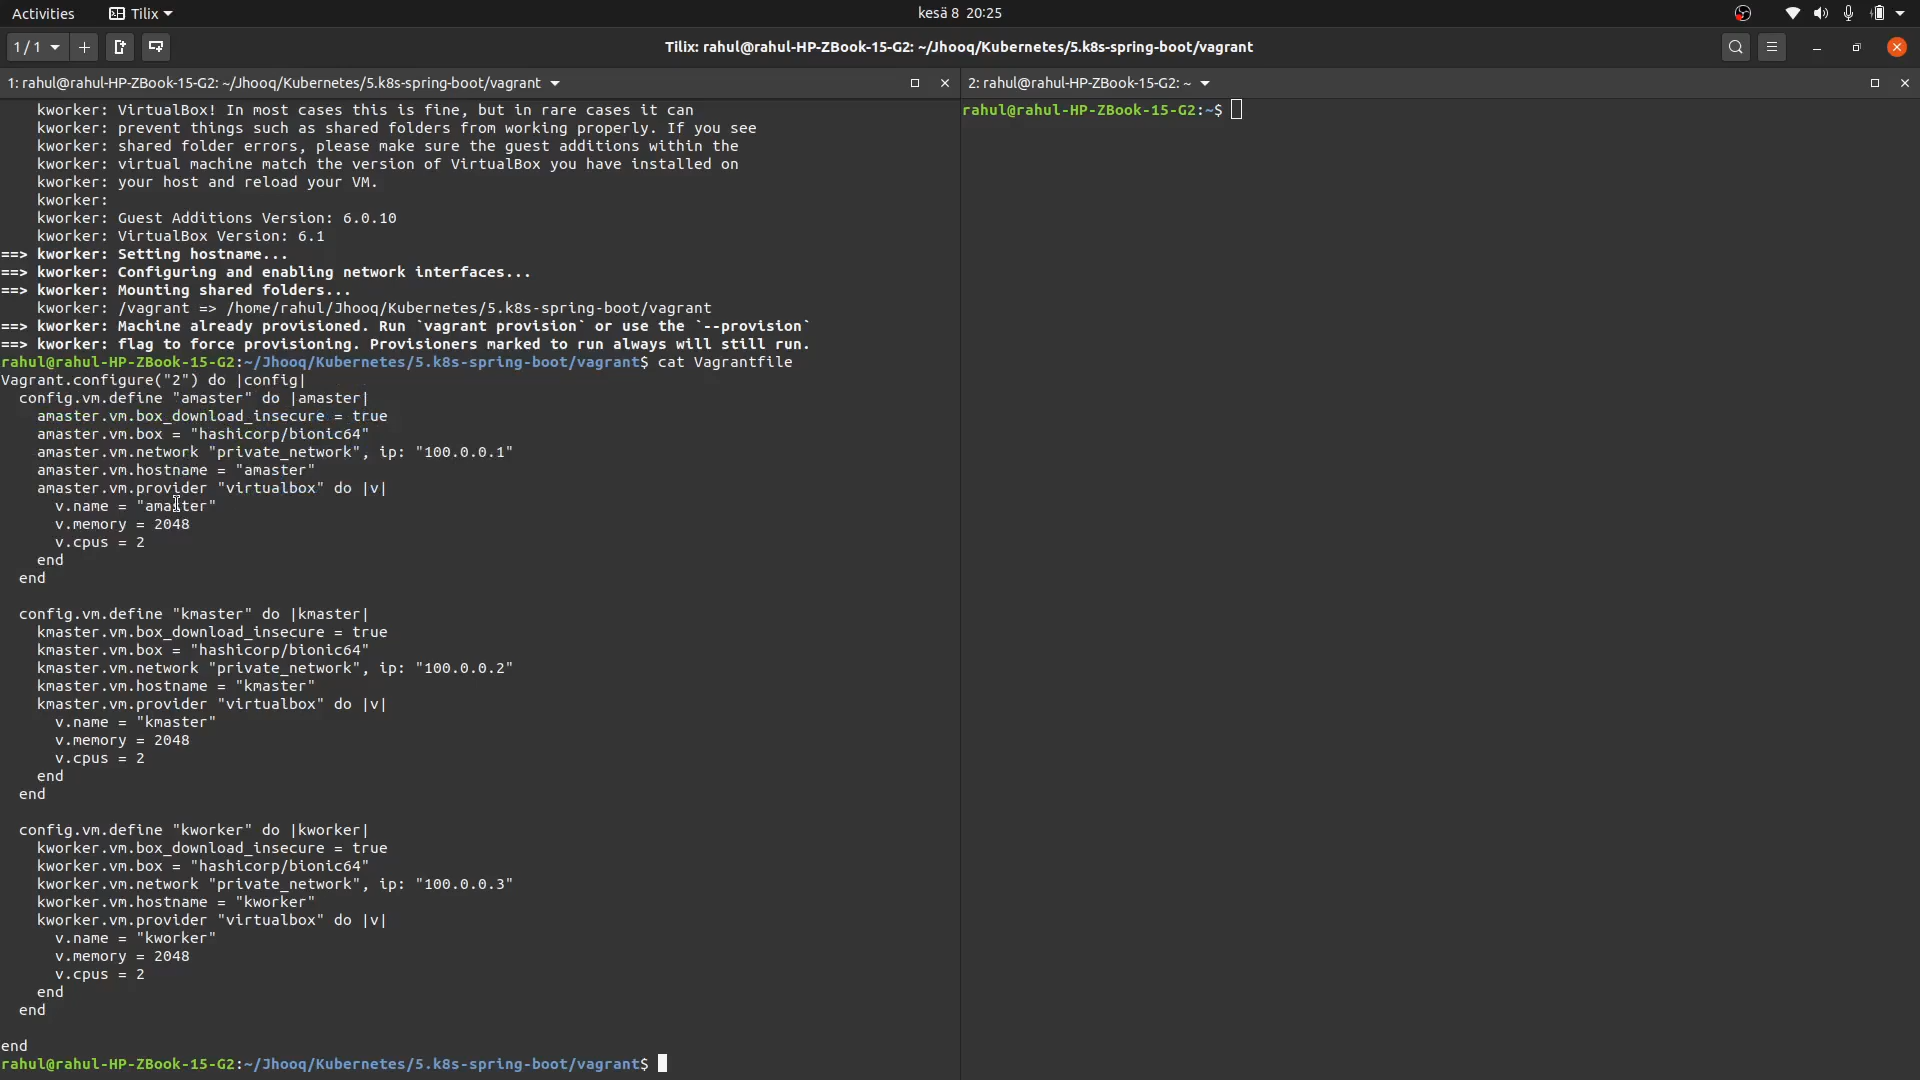 Activities
Tilix
kesä 8 20:25
1 / 1
Tilix: rahul@rahul-HP-ZBook-15-G2: ~/Jhooq/Kubernetes/5.k8s-spring-boot/vagrant
1: rahul@rahul-HP-ZBook-15-G2: ~/Jhooq/Kubernetes/5.k8s-spring-boot/vagrant
    kworker: VirtualBox! In most cases this is fine, but in rare cases it can
    kworker: prevent things such as shared folders from working properly. If you see
    kworker: shared folder errors, please make sure the guest additions within the
    kworker: virtual machine match the version of VirtualBox you have installed on
    kworker: your host and reload your VM.
    kworker:
    kworker: Guest Additions Version: 6.0.10
    kworker: VirtualBox Version: 6.1
==> kworker: Setting hostname...
==> kworker: Configuring and enabling network interfaces...
==> kworker: Mounting shared folders...
    kworker: /vagrant => /home/rahul/Jhooq/Kubernetes/5.k8s-spring-boot/vagrant
==> kworker: Machine already provisioned. Run `vagrant provision` or use the `--provision`
==> kworker: flag to force provisioning. Provisioners marked to run always will still run.
rahul@rahul-HP-ZBook-15-G2:~/Jhooq/Kubernetes/5.k8s-spring-boot/vagrant$ cat Vagrantfile
Vagrant.configure("2") do |config|
  config.vm.define "amaster" do |amaster|
    amaster.vm.box_download_insecure = true
    amaster.vm.box = "hashicorp/bionic64"
    amaster.vm.network "private_network", ip: "100.0.0.1"
    amaster.vm.hostname = "amaster"
    amaster.vm.provider "virtualbox" do |v|
      v.name = "amaster"
      v.memory = 2048
      v.cpus = 2
    end
  end
  config.vm.define "kmaster" do |kmaster|
    kmaster.vm.box_download_insecure = true
    kmaster.vm.box = "hashicorp/bionic64"
    kmaster.vm.network "private_network", ip: "100.0.0.2"
    kmaster.vm.hostname = "kmaster"
    kmaster.vm.provider "virtualbox" do |v|
      v.name = "kmaster"
      v.memory = 2048
      v.cpus = 2
    end
  end
  config.vm.define "kworker" do |kworker|
    kworker.vm.box_download_insecure = true
    kworker.vm.box = "hashicorp/bionic64"
    kworker.vm.network "private_network", ip: "100.0.0.3"
    kworker.vm.hostname = "kworker"
    kworker.vm.provider "virtualbox" do |v|
      v.name = "kworker"
      v.memory = 2048
      v.cpus = 2
    end
  end
end
rahul@rahul-HP-ZBook-15-G2:~/Jhooq/Kubernetes/5.k8s-spring-boot/vagrant$
2: rahul@rahul-HP-ZBook-15-G2: ~
rahul@rahul-HP-ZBook-15-G2:~$